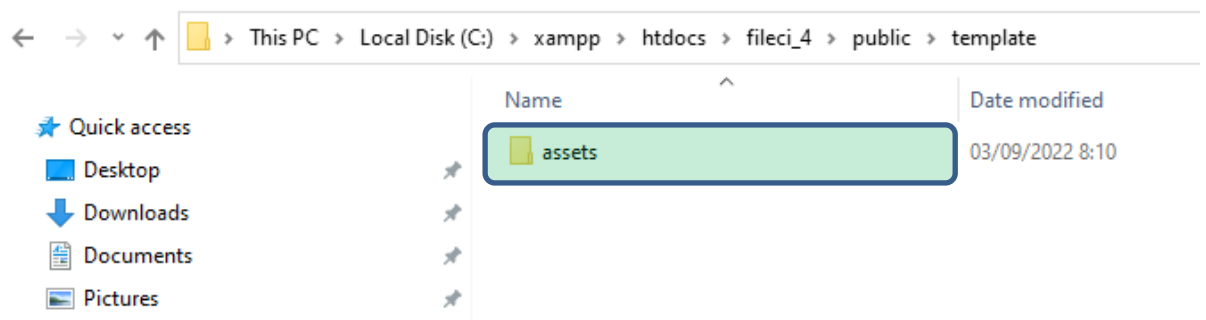 This PC > Local Disk (C:) > xampp > htdocs > fileci_4 > public > template
Name Date modified
Quick access
assets 03/09/2022 8:10
Desktop
Downloads
Documents
Pictures